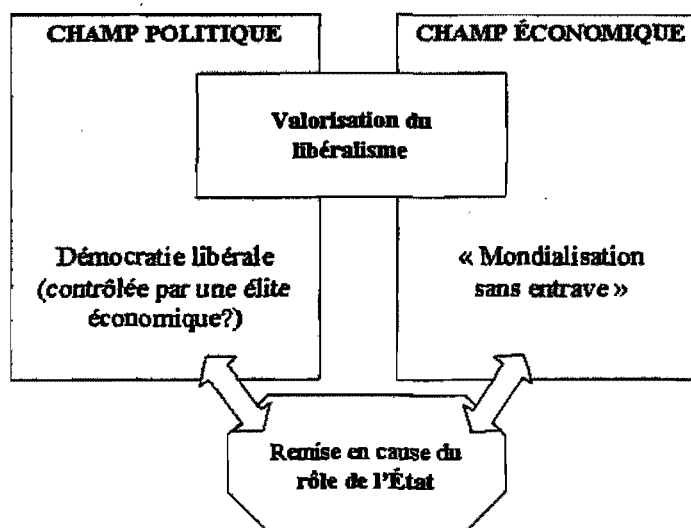 CHAMP POLITIQUE
CHAMP ÉCONOMIQUE
Valorisation du
libéralisme
Démocratie libérale
(contrôlée par une élite
économique?)
« Mondialisation
sans entrave »
Remise en cause du
rôle de l'État